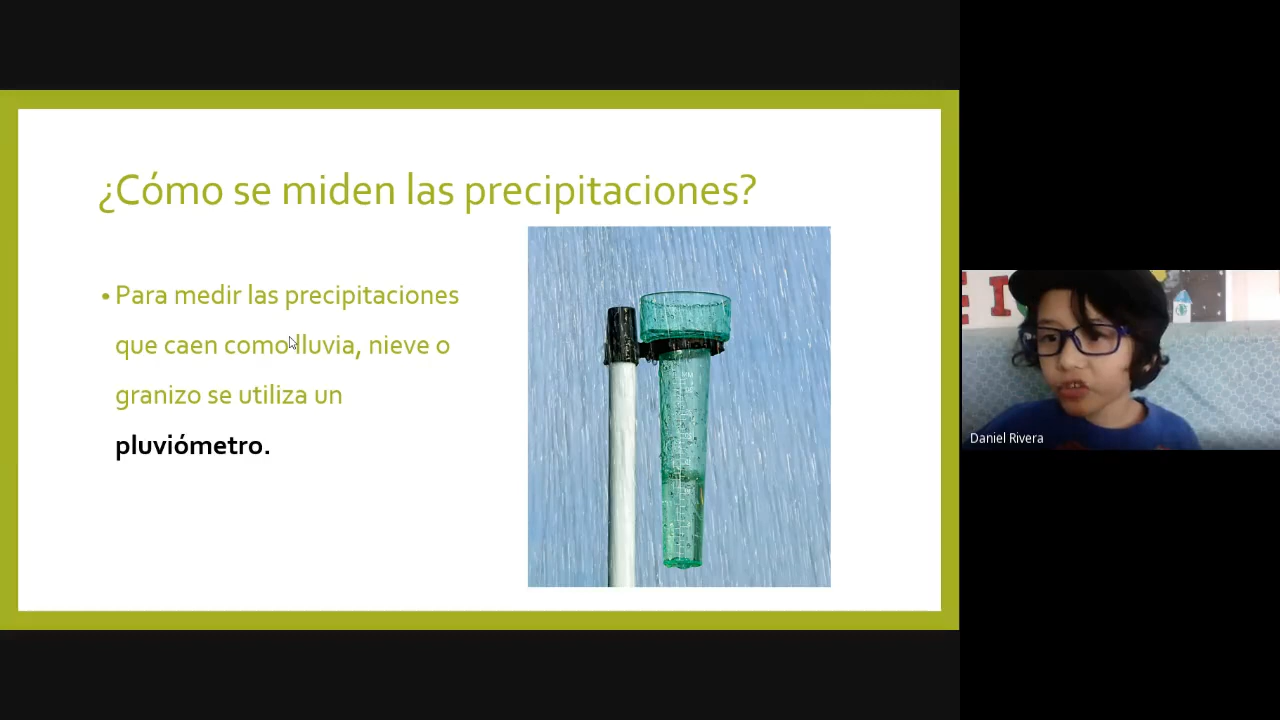 ¿Cómo se miden las precipitaciones?
• Para medir las precipitaciones
que caen como lluvia, nieve o
granizo se utiliza un
pluviómetro.
Daniel Rivera